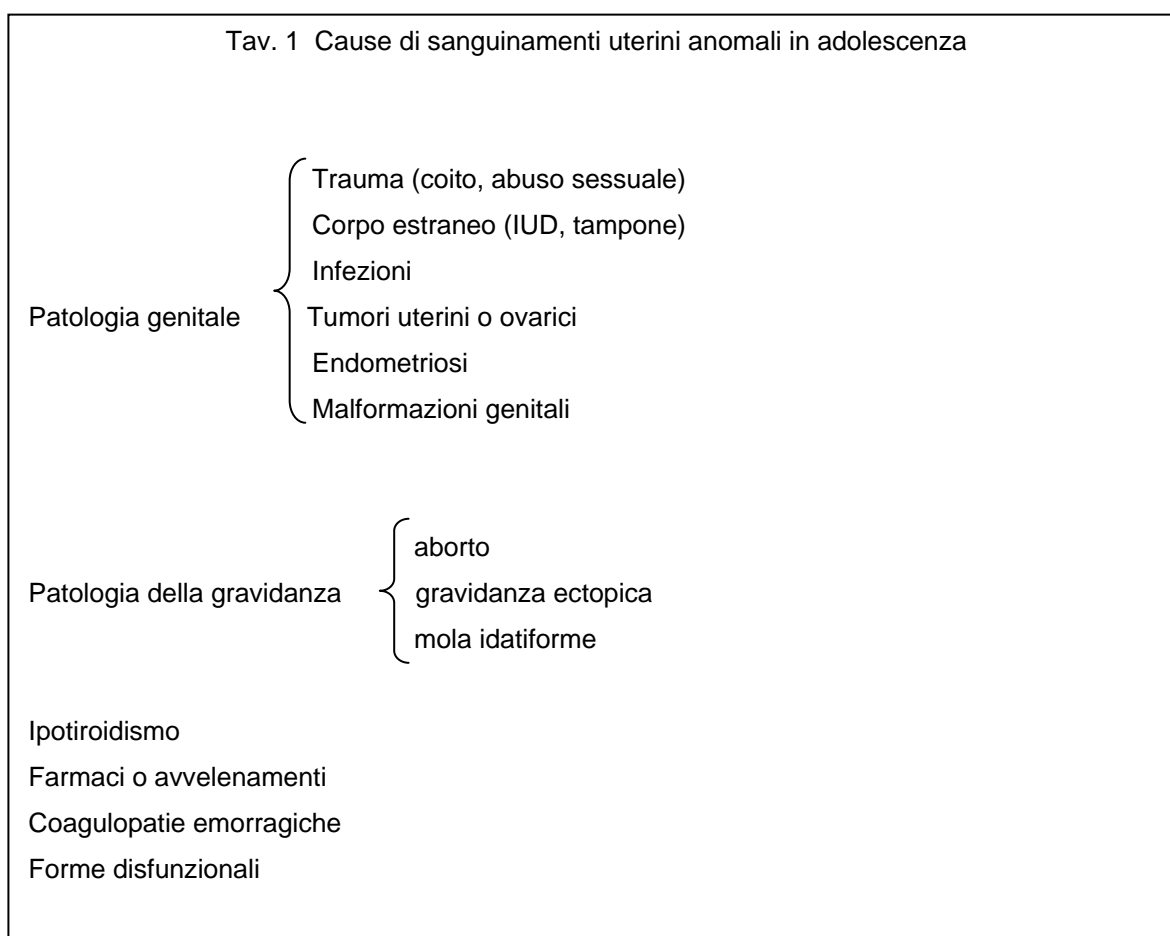 Tav. 1 Cause di sanguinamenti uterini anomali in adolescenza
Trauma (coito, abuso sessuale)
Corpo estraneo (IUD, tampone)
Infezioni
Patologia genitale
Tumori uterini o ovarici
Endometriosi
Malformazioni genitali
aborto
Patologia della gravidanza
gravidanza ectopica
mola idatiforme
Ipotiroidismo
Farmaci o avvelenamenti
Coagulopatie emorragiche
Forme disfunzionali